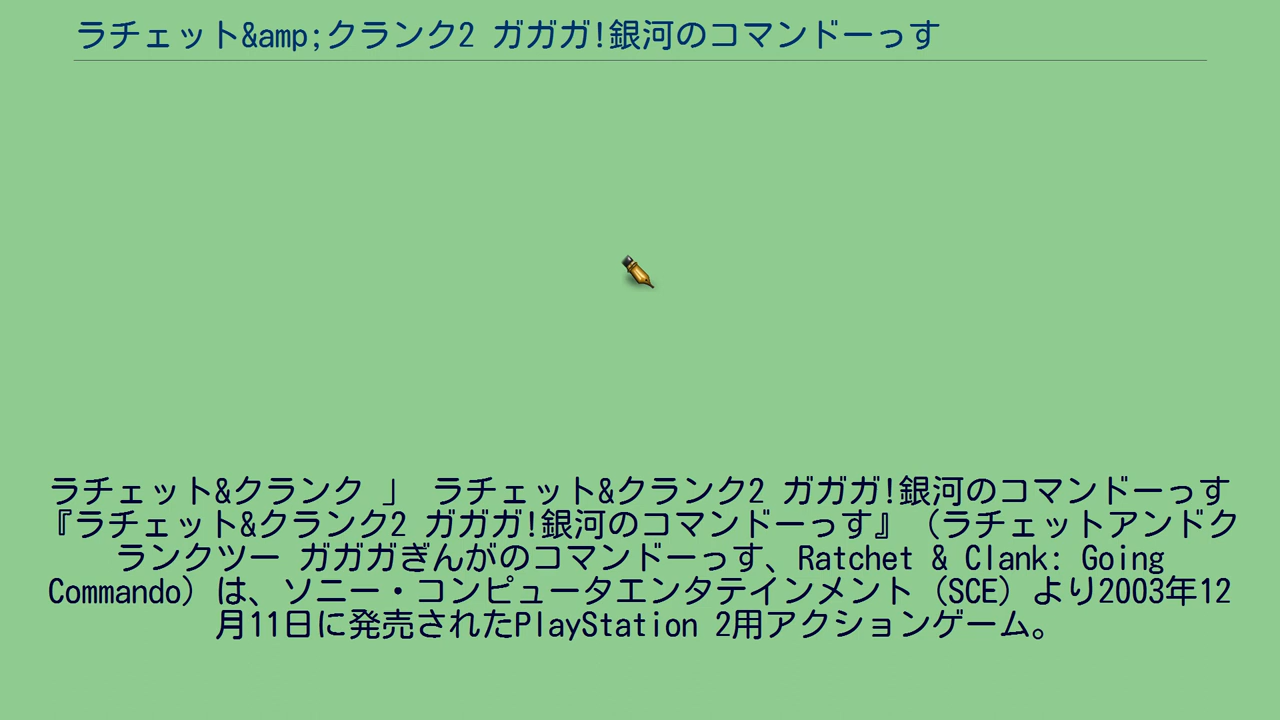 ラチェット&amp;クランク2 ガガガ!銀河のコマンドーっす
ラチェット&クランク 」 ラチェット&クランク2 ガガガ!銀河のコマンドーっす
『ラチェット&クランク2 ガガガ!銀河のコマンドーっす』（ラチェットアンドク
ランクツー ガガガぎんがのコマンドーっす、Ratchet & Clank: Going
Commando）は、ソニー・コンピュータエンタテインメント（SCE）より2003年12
月11日に発売されたPlayStation 2用アクションゲーム。